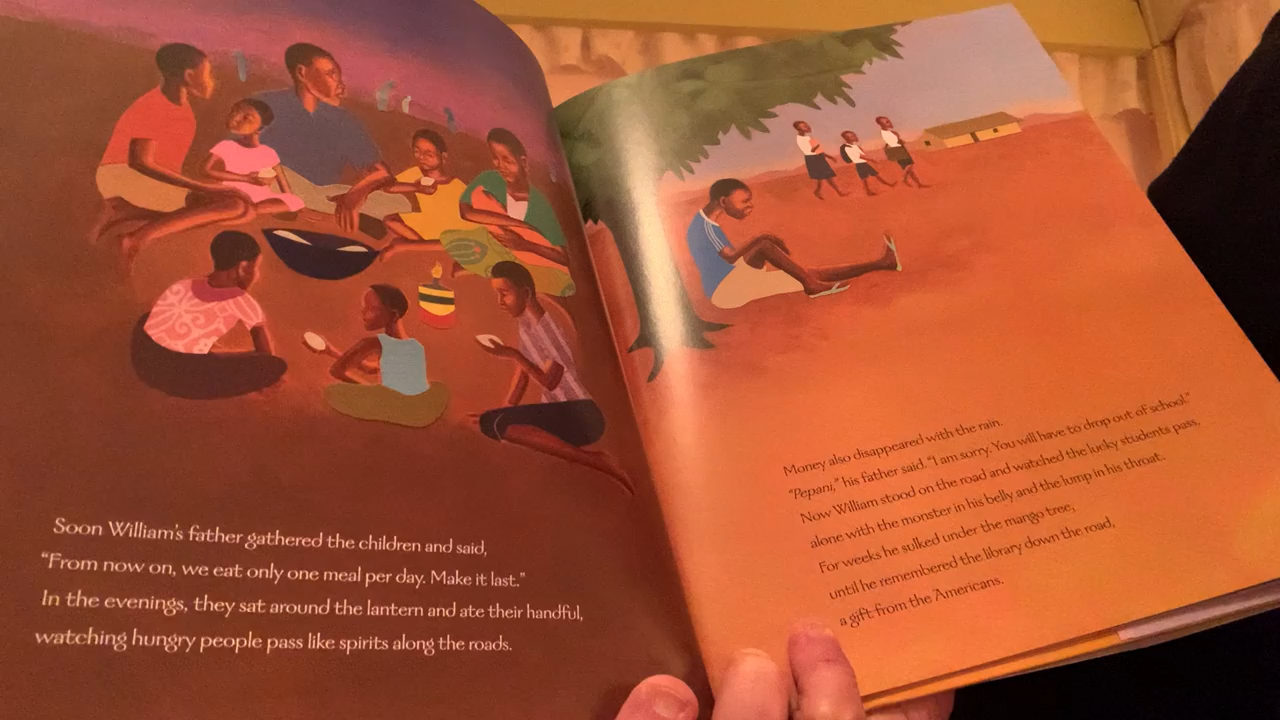 Soon William's father gathered the children and said,
"From now on, we eat only one meal per day. Make it last."
In the evenings, they sat around the lantern and ate their handful,
watching hungry people pass like spirits along the roads.
Money also disappeared with the rain.
"Pepani," his father said. "I am sorry. You will have to drop out of school."
Now William stood on the road and watched the lucky students pass,
alone with the monster in his belly and the lump in his throat.
For weeks he sulked under the mango tree,
until he remembered the library down the road,
a gift from the Americans.